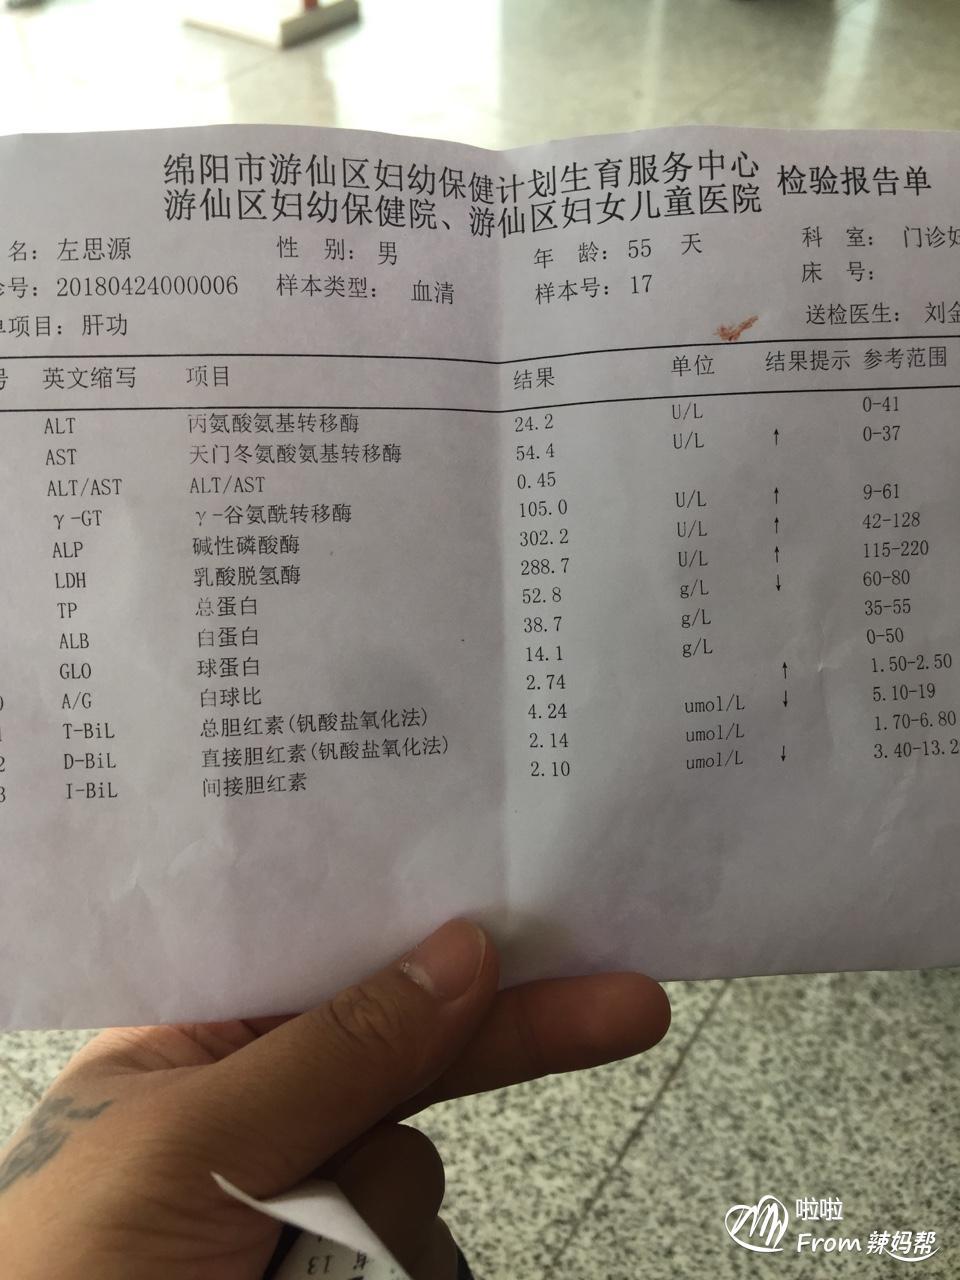 绵阳市游仙区妇幼保健计划生育服务中心
游仙区妇幼保健院、游仙区妇女儿童医院 检验报告单
名: 左思源 性 别: 男 年 龄: 55 天 科 室: 门诊妇
诊号: 20180424000006 样本类型: 血清 样本号: 17 床 号:
单项目: 肝功 送检医生: 刘金
号 英文缩写 项目 结果 单位 结果提示 参考范围
ALT 丙氨酸氨基转移酶 24.2 U/L 0-41
AST 天门冬氨酸氨基转移酶 54.4 U/L ↑ 0-37
ALT/AST ALT/AST 0.45
γ-GT γ-谷氨酰转移酶 105.0 U/L ↑ 9-61
ALP 碱性磷酸酶 302.2 U/L ↑ 42-128
LDH 乳酸脱氢酶 288.7 U/L ↑ 115-220
TP 总蛋白 52.8 g/L ↓ 60-80
ALB 白蛋白 38.7 g/L 35-55
GLO 球蛋白 14.1 g/L 0-50
0 A/G 白球比 2.74 ↑ 1.50-2.50
1 T-BiL 总胆红素(钒酸盐氧化法) 4.24 umol/L ↓ 5.10-19
2 D-BiL 直接胆红素(钒酸盐氧化法) 2.14 umol/L 1.70-6.80
3 I-BiL 间接胆红素 2.10 umol/L ↓ 3.40-13.2
13
啦啦
From 辣妈帮